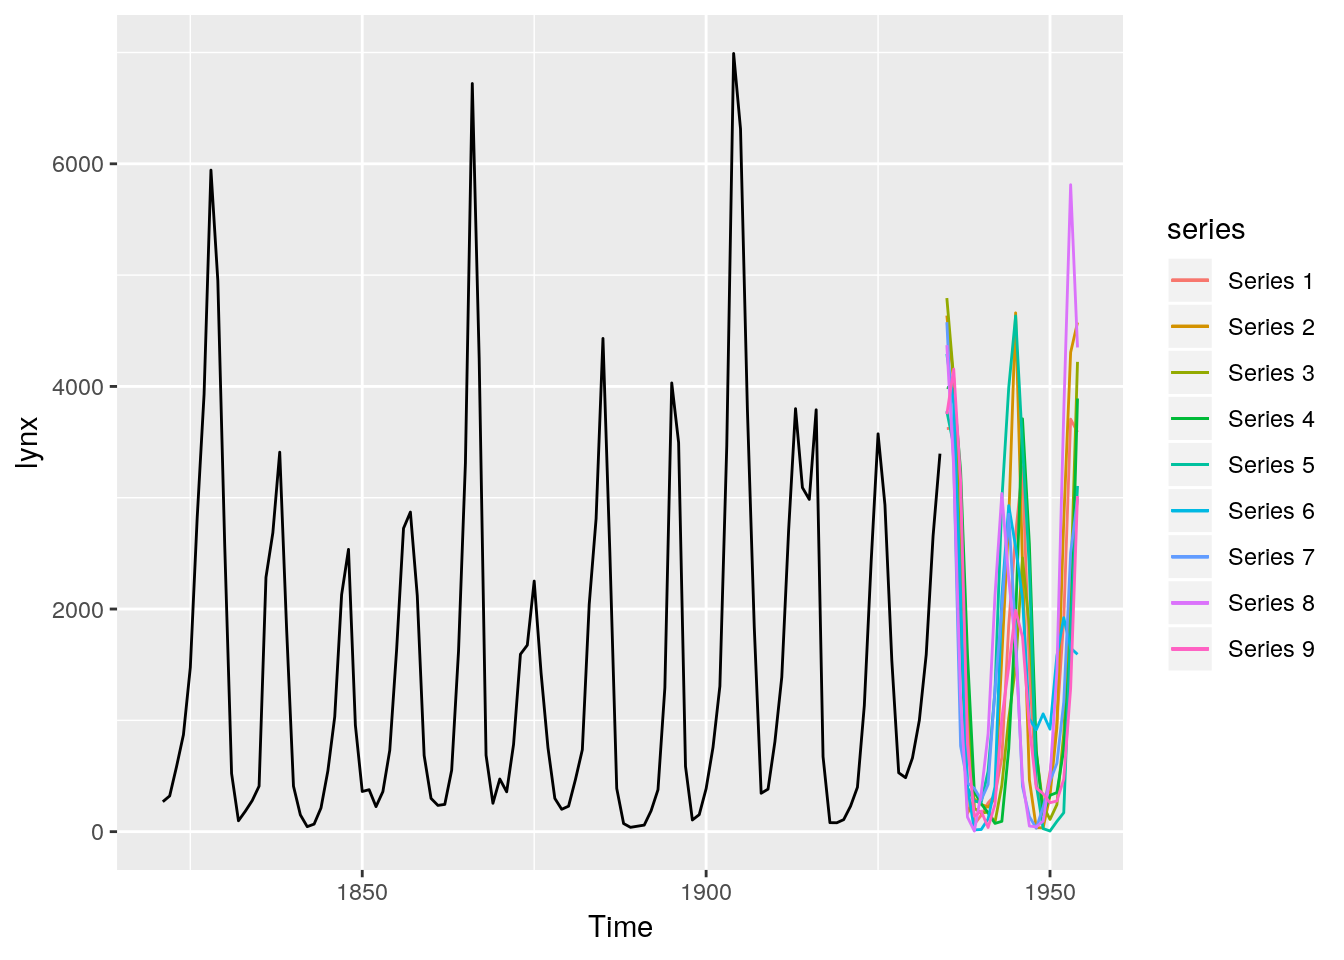 6000
4000
2000
0
lynx
1850
1900
1950
Time
series
Series 1
Series 2
Series 3
Series 4
Series 5
Series 6
Series 7
Series 8
Series 9